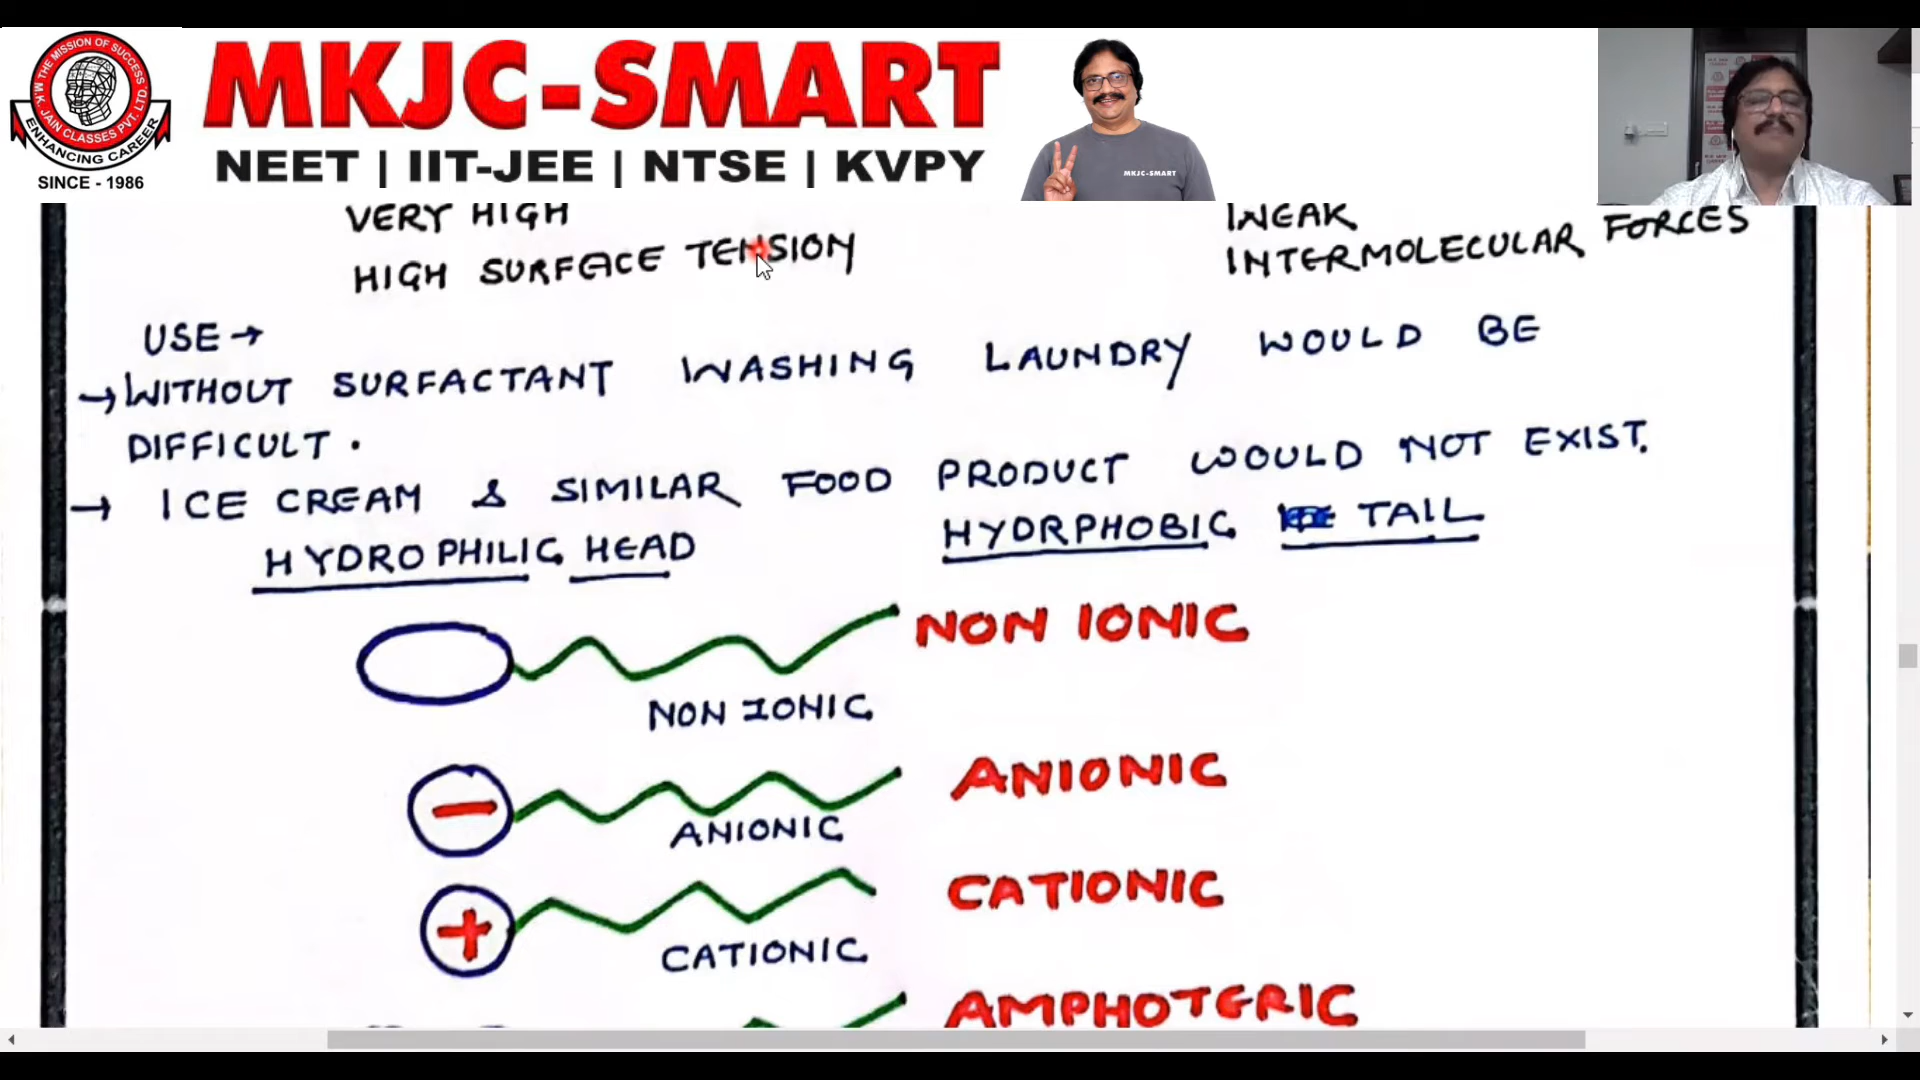 THE MISSION OF SUCCESS
M.K. JAIN CLASSES PVT. LTD.
ENHANCING CAREER
SINCE - 1986
MKJC-SMART
NEET | IIT-JEE | NTSE | KVPY
MKJC-SMART
VERY HIGH
HIGH SURFACE TENSION
WEAK
INTERMOLECULAR FORCES
USE →
→ WITHOUT SURFACTANT WASHING LAUNDRY WOULD BE
DIFFICULT .
→ ICE CREAM & SIMILAR FOOD PRODUCT WOULD NOT EXIST.
HYDROPHILIC HEAD
HYDRPHOBIC TAIL
NON IONIC
NON IONIC
− ANIONIC
ANIONIC
+ CATIONIC
CATIONIC
AMPHOTERIC